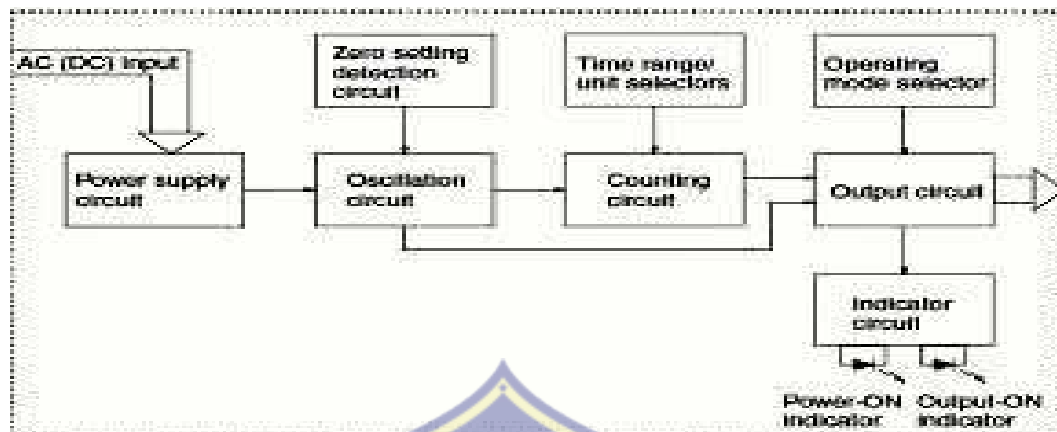 AC (DC) input
Zero setting
detection
circuit
Time range/
unit selectors
Operating
mode selector
Power supply
circuit
Oscillation
circuit
Counting
circuit
Output circuit
Indicator
circuit
Power-ON
indicator
Output-ON
indicator